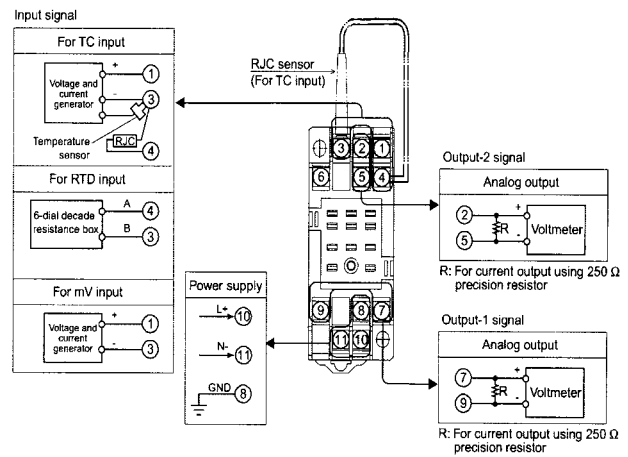 Input signal
For TC input
Voltage and
current
generator
+
-
1
3
Temperature
sensor
RJC
4
For RTD input
6-dial decade
resistance box
A
4
B
3
For mV input
Voltage and
current
generator
+
1
-
3
RJC sensor
(For TC input)
3
2
1
6
5
4
9
8
7
11
10
Power supply
L+
10
N-
11
GND
8
Output-2 signal
Analog output
2
+
R
Voltmeter
5
-
R: For current output using 250 Ω
precision resistor
Output-1 signal
Analog output
7
+
R
Voltmeter
9
-
R: For current output using 250 Ω
precision resistor